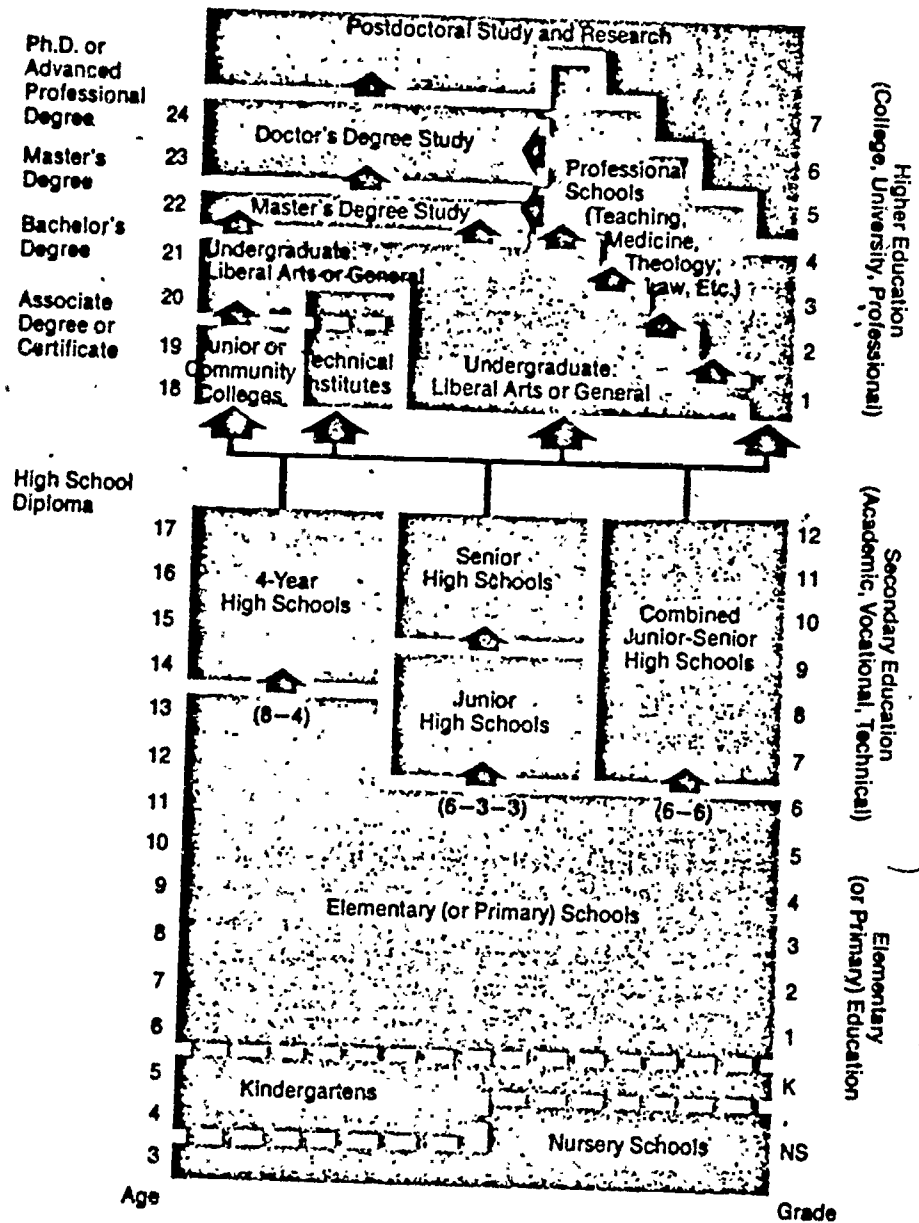 Postdoctoral Study and Research
Ph.D. or
Advanced
Professional
Degree
24
Doctor's Degree Study
7
Master's
Degree
23
6
Professional
Schools
(Teaching,
Medicine,
Theology,
Law, Etc.)
22
Master's Degree Study
5
Bachelor's
Degree
21
Undergraduate:
Liberal Arts or General
4
20
3
Associate
Degree or
Certificate
19
Junior or
Community
Colleges
Technical
Institutes
2
18
Undergraduate:
Liberal Arts or General
1
Higher Education
(College, University, Professional)
High School
Diploma
17
12
16
4-Year
High Schools
Senior
High Schools
11
15
Combined
Junior-Senior
High Schools
10
14
9
13
(8–4)
Junior
High Schools
8
12
7
Secondary Education
(Academic, Vocational, Technical)
11
(6–3–3)
(6–6)
6
10
5
9
Elementary (or Primary) Schools
4
8
3
7
2
6
1
Elementary
(or Primary) Education
5
Kindergartens
K
4
3
Nursery Schools
NS
Age
Grade